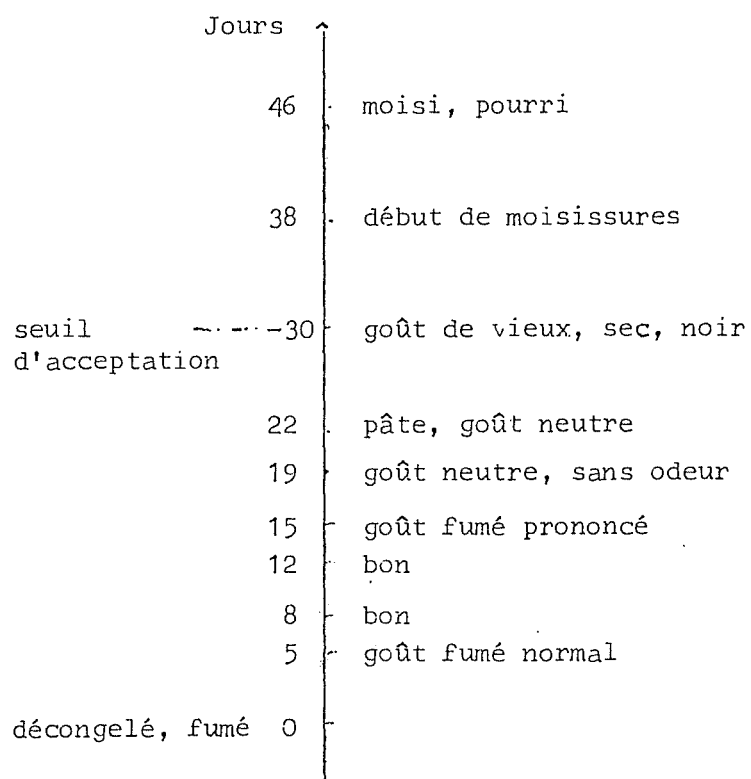 Jours
46 moisi, pourri
38 début de moisissures
seuil d'acceptation 30 goût de vieux, sec, noir
22 pâte, goût neutre
19 goût neutre, sans odeur
15 goût fumé prononcé
12 bon
8 bon
5 goût fumé normal
décongelé, fumé 0